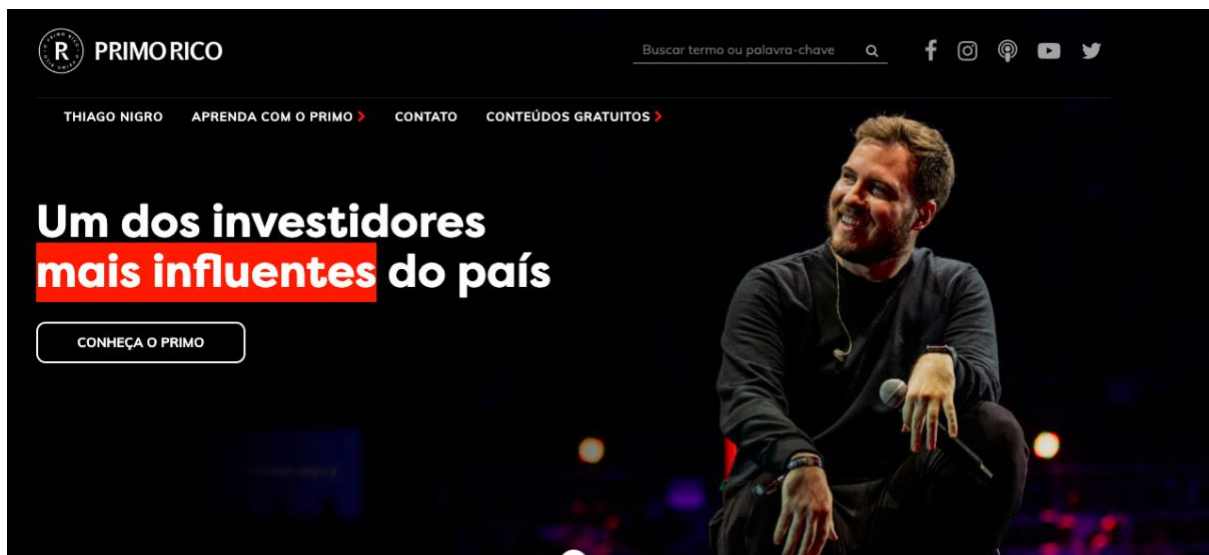 R PRIMO RICO
Buscar termo ou palavra-chave
THIAGO NIGRO APRENDA COM O PRIMO CONTATO CONTEÚDOS GRATUITOS
Um dos investidores
mais influentes do país
CONHEÇA O PRIMO